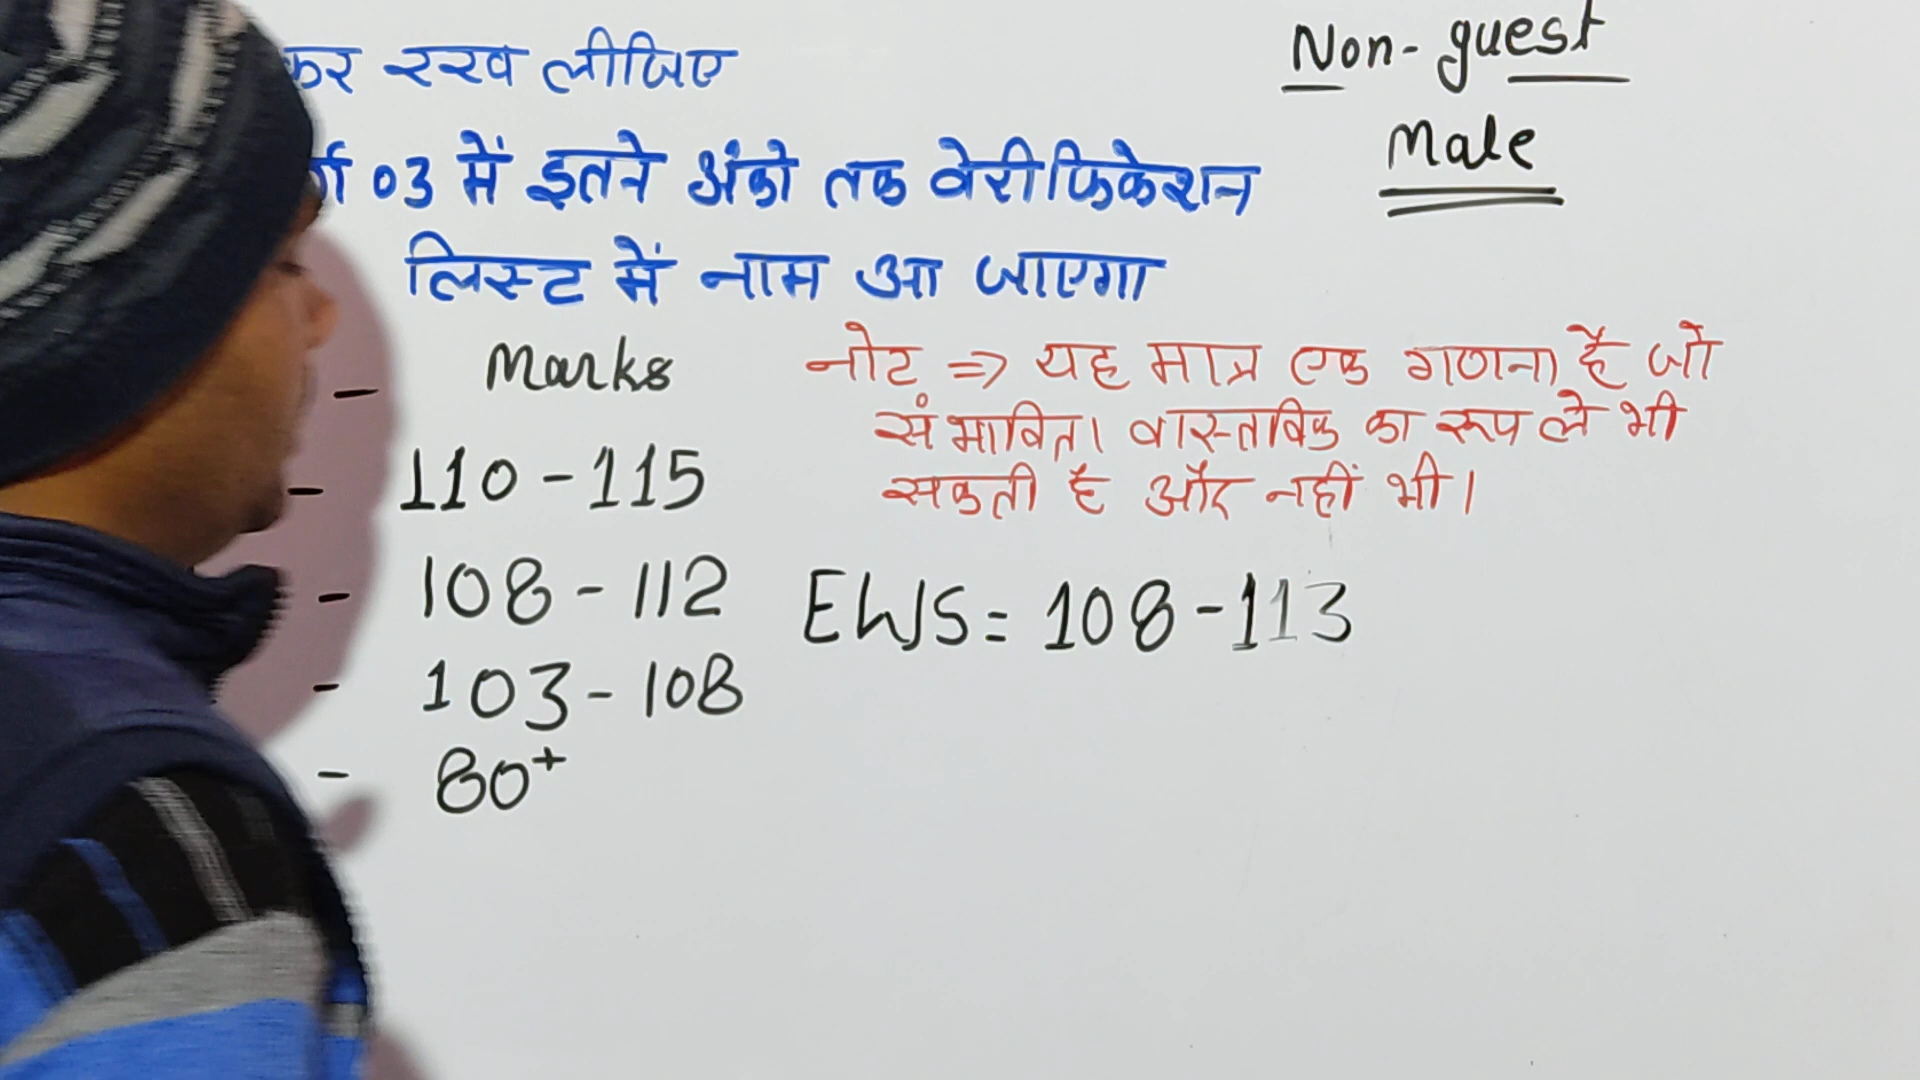 कर रख लीजिए
Non-guest
Male
03 में इतने अंको तक वेरीफिकेशन
लिस्ट में नाम आ जाएगा
- Marks
नोट => यह मात्र एक गणना है जो
संभावित। वास्तविक का रूप ले भी
सकती है और नहीं भी।
- 110-115
- 108-112
EWS = 108-113
- 103-108
- 80+